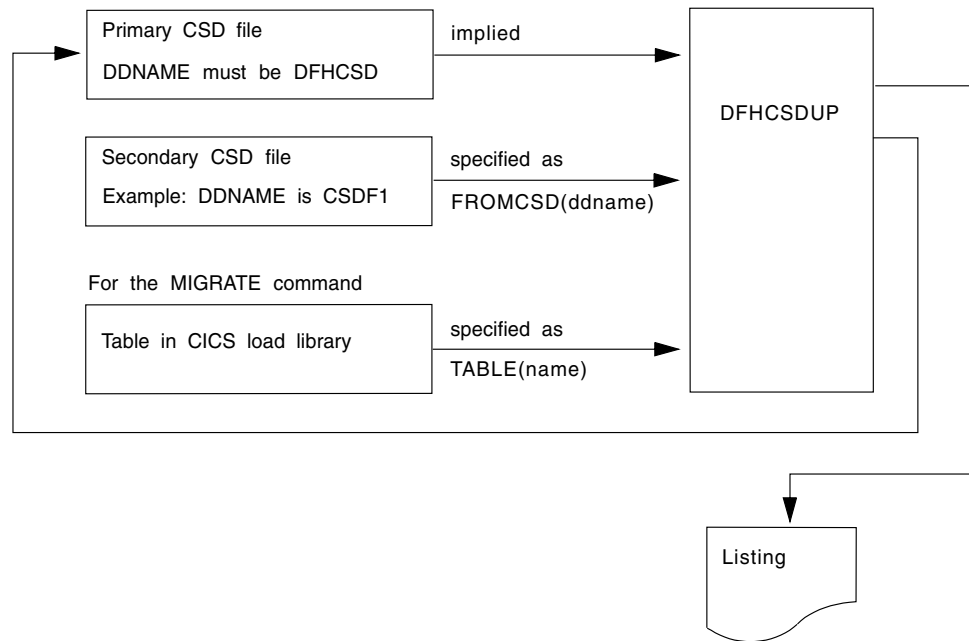 Primary CSD file
DDNAME must be DFHCSD
implied
DFHCSDUP
Secondary CSD file
Example: DDNAME is CSDF1
specified as
FROMCSD(ddname)
For the MIGRATE command
Table in CICS load library
specified as
TABLE(name)
Listing